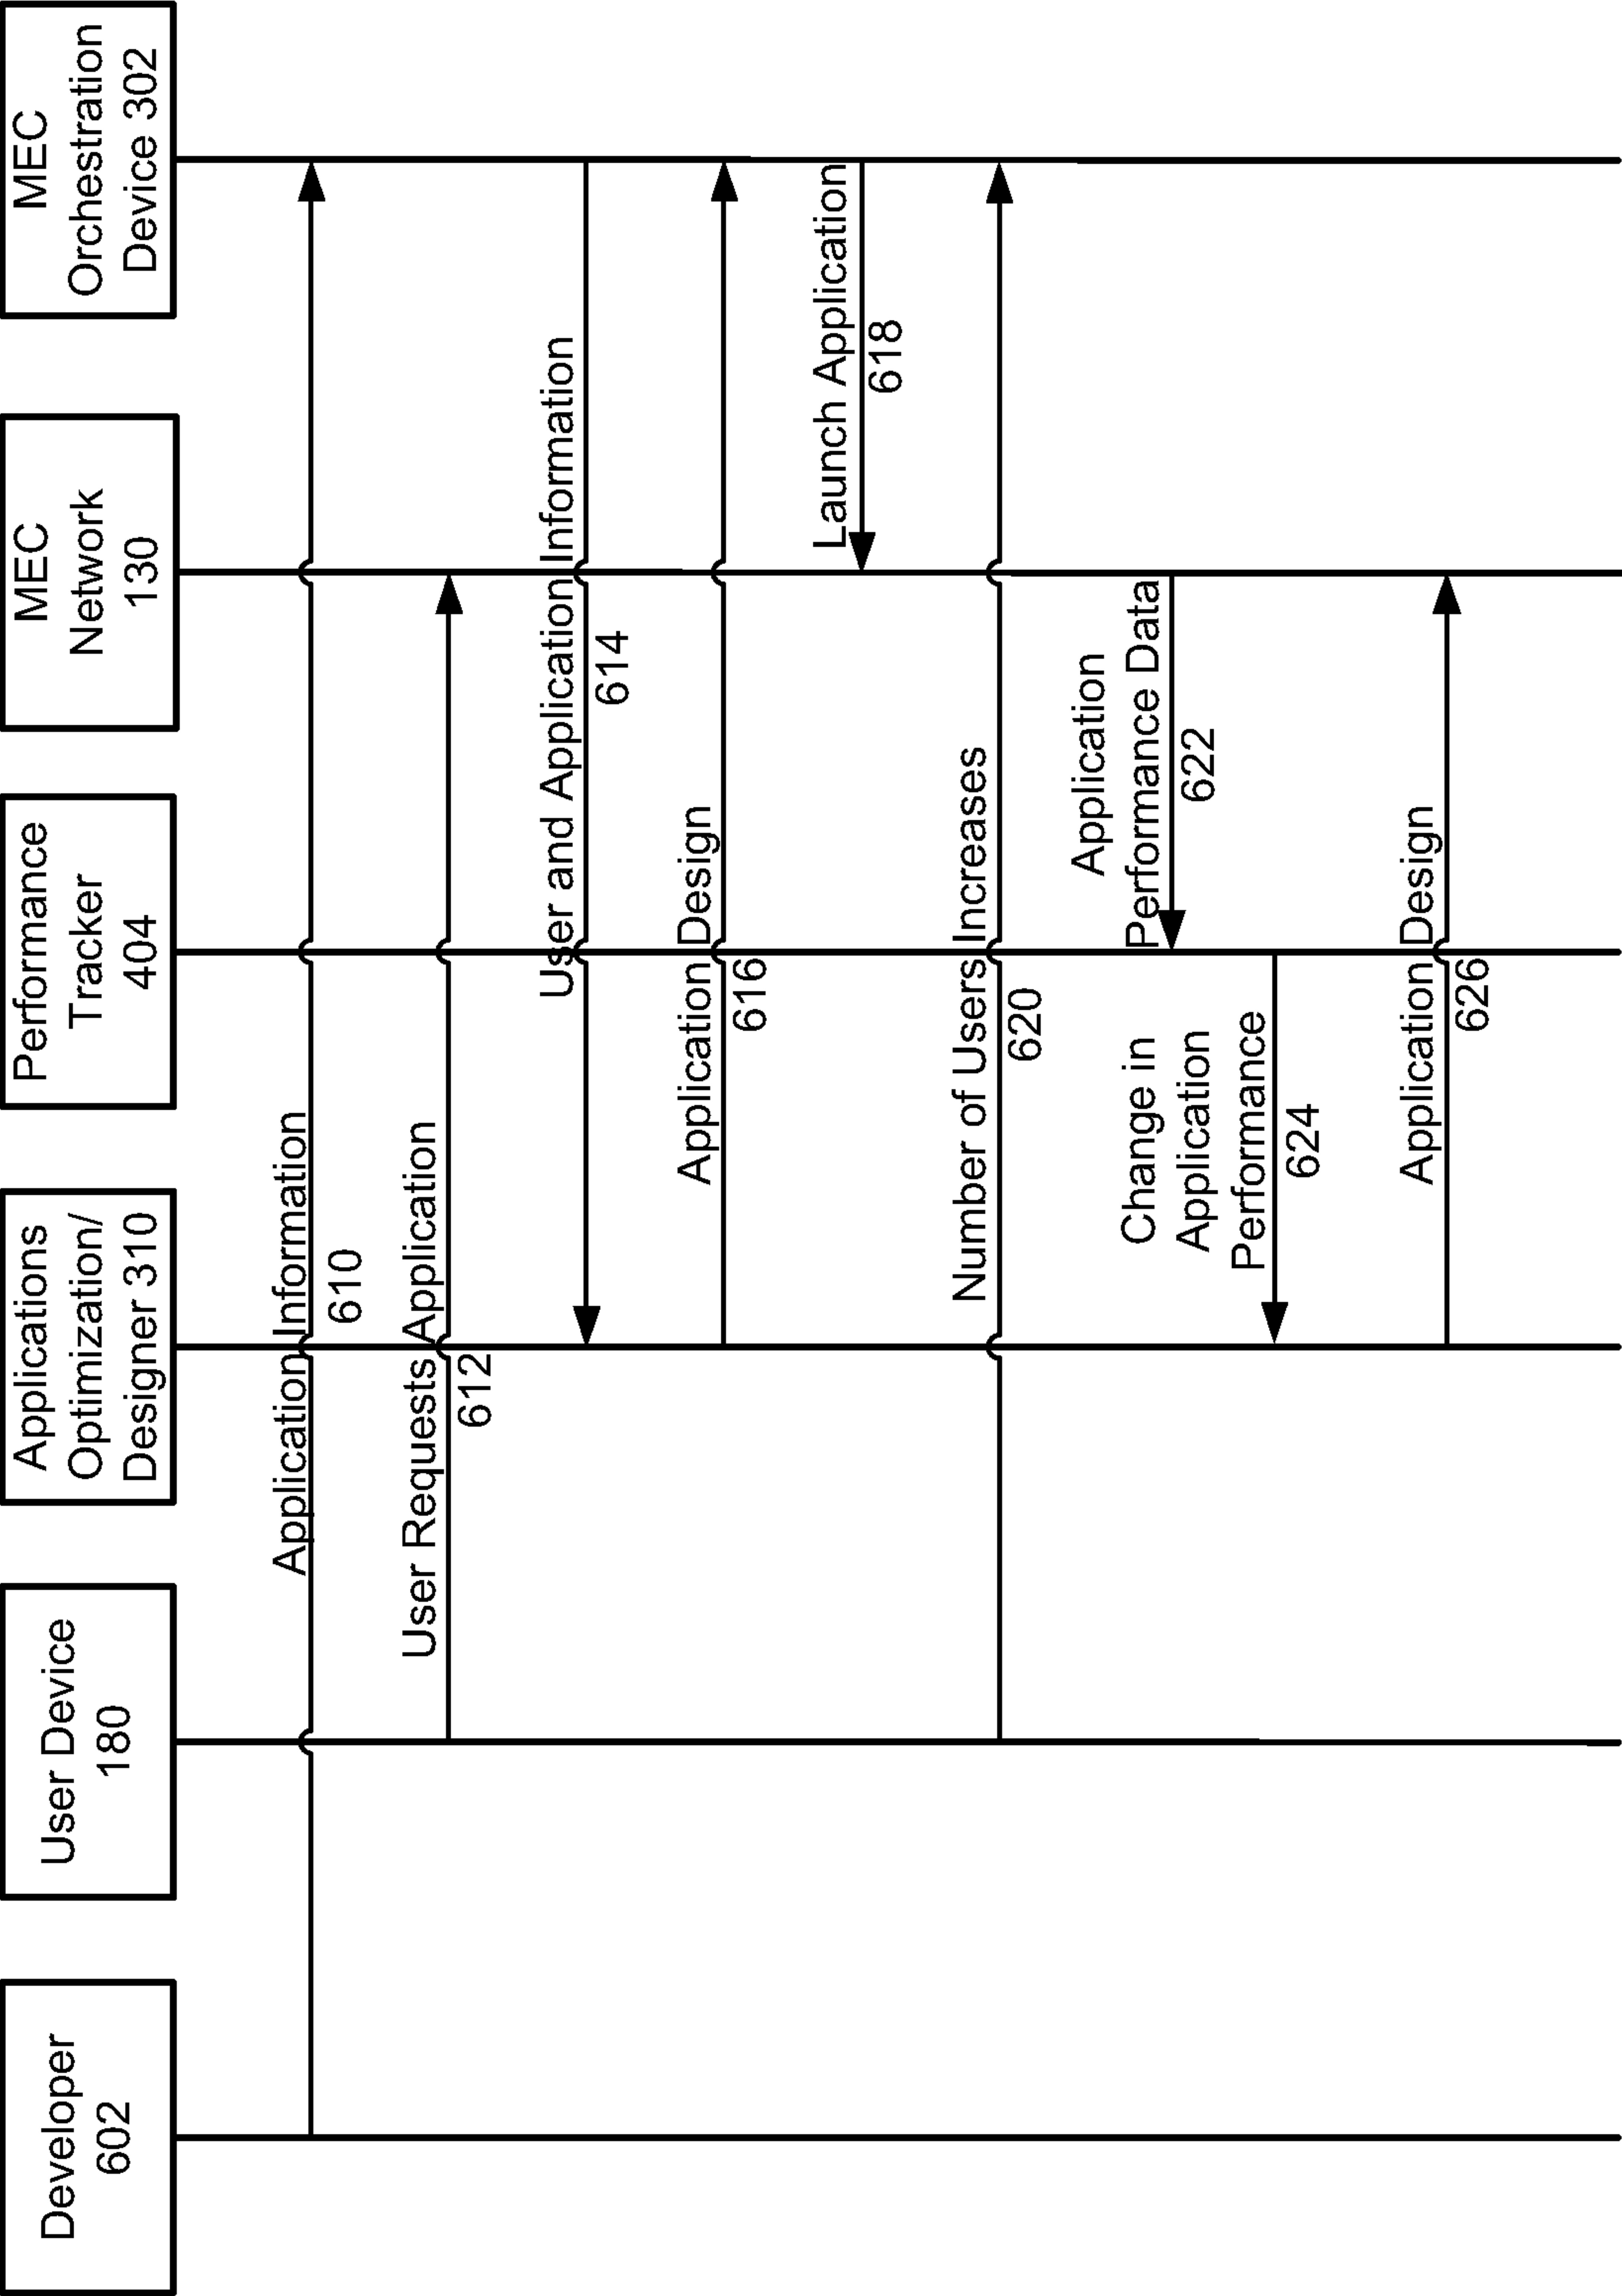 Developer
602
User Device
180
Applications
Optimization/
Designer 310
Performance
Tracker
404
MEC
Network
130
MEC
Orchestration
Device 302
Application Information
610
User Requests Application
612
User and Application Information
614
Application Design
616
Launch Application
618
Number of Users Increases
620
Application
Performance Data
622
Change in
Application
Performance
624
Application Design
626